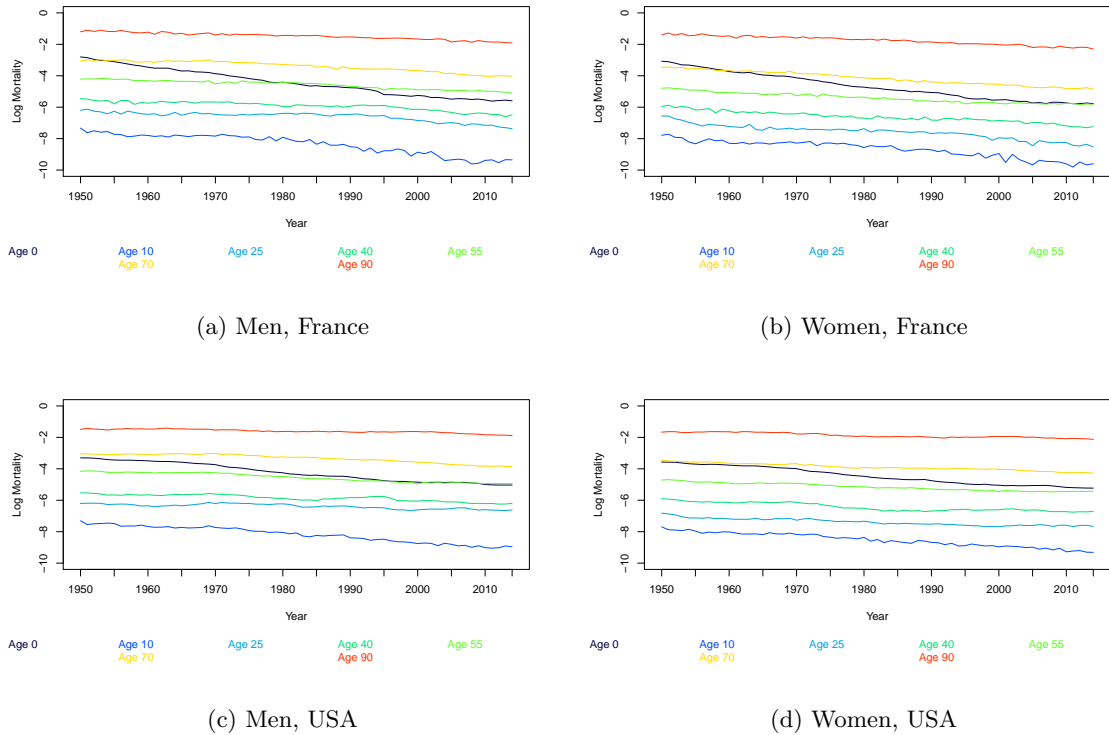 0
−2
−4
−6
−8
−10
Log Mortality
1950 1960 1970 1980 1990 2000 2010
Year
Age 0 Age 10 Age 25 Age 40 Age 55
Age 70 Age 90
(a) Men, France
0
−2
−4
−6
−8
−10
Log Mortality
1950 1960 1970 1980 1990 2000 2010
Year
Age 0 Age 10 Age 25 Age 40 Age 55
Age 70 Age 90
(b) Women, France
0
−2
−4
−6
−8
−10
Log Mortality
1950 1960 1970 1980 1990 2000 2010
Year
Age 0 Age 10 Age 25 Age 40 Age 55
Age 70 Age 90
(c) Men, USA
0
−2
−4
−6
−8
−10
Log Mortality
1950 1960 1970 1980 1990 2000 2010
Year
Age 0 Age 10 Age 25 Age 40 Age 55
Age 70 Age 90
(d) Women, USA